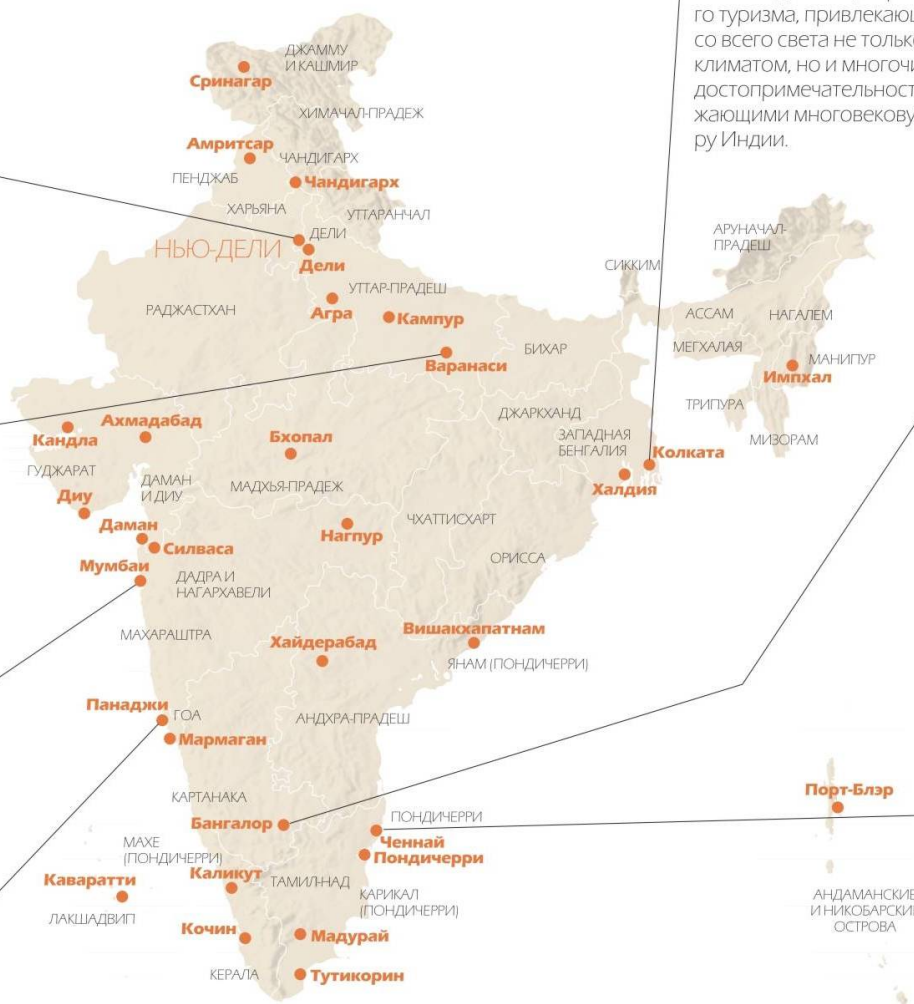 го туризма, привлекающ
со всего света не только
климатом, но и многочи
достопримечательност
жающими многовекову
ру Индии.
ДЖАММУ
И КАШМИР
Сринагар
ХИМАЧАЛ-ПРАДЕЖ
Амритсар
ЧАНДИГАРХ
ПЕНДЖАБ
Чандигарх
ХАРЬЯНА
УТТАРАНЧАЛ
АРУНАЧАЛ-
ПРАДЕШ
ДЕЛИ
НЬЮ-ДЕЛИ
Дели
СИККИМ
УТТАР-ПРАДЕШ
РАДЖАСТХАН
Агра
Кампур
АССАМ
НАГАЛЕМ
БИХАР
МЕГХАЛАЯ
МАНИПУР
Варанаси
Импхал
ТРИПУРА
ДЖАРКХАНД
Ахмадабад
Кандла
Бхопал
ЗАПАДНАЯ
БЕНГАЛИЯ
МИЗОРАМ
Колката
ГУДЖАРАТ
ДАМАН
И ДИУ
МАДХЬЯ-ПРАДЕЖ
Халдия
Диу
ЧХАТТИСХАРТ
Даман
Нагпур
Силваса
ОРИССА
Мумбаи
ДАДРА И
НАГАРХАВЕЛИ
МАХАРАШТРА
Хайдерабад
Вишакхапатнам
ЯНАМ (ПОНДИЧЕРРИ)
Панаджи
ГОА
АНДХРА-ПРАДЕШ
Мармаган
Порт-Блэр
КАРТАНАКА
Бангалор
ПОНДИЧЕРРИ
Ченнай
МАХЕ
(ПОНДИЧЕРРИ)
Пондичерри
Каликут
Каваратти
ТАМИЛ-НАД
КАРИКАЛ
(ПОНДИЧЕРРИ)
ЛАКШАДВИП
АНДАМАНСКИЕ
И НИКОБАРСКИ
ОСТРОВА
Кочин
Мадурай
КЕРАЛА
Тутикорин